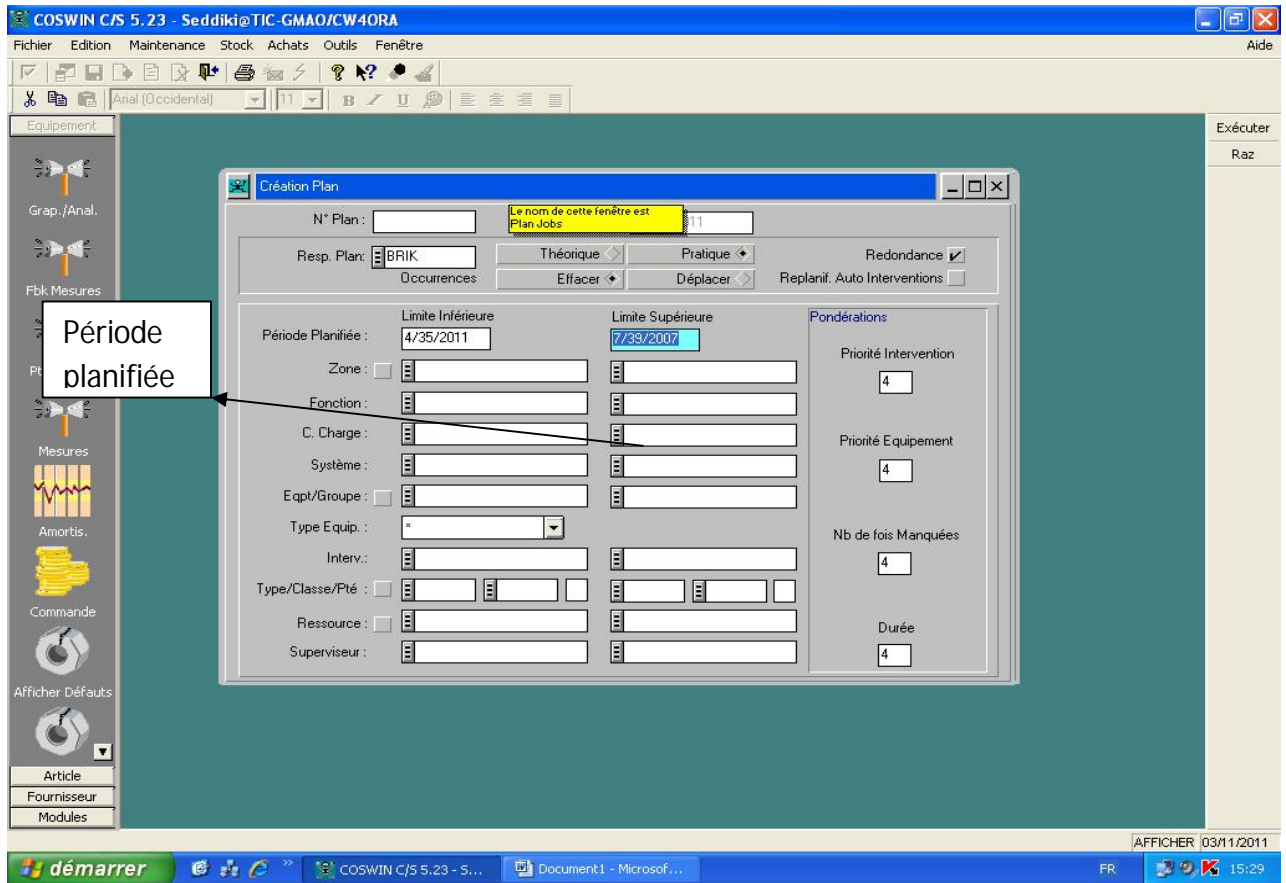 COSWIN C/S 5.23 - Seddiki@TIC-GMAO/CW4ORA
Fichier Edition Maintenance Stock Achats Outils Fenêtre Aide
Arial (Occidental) 11 B I U
Equipement
Exécuter
Raz
Grap./Anal.
Fbk Mesures
Mesures
Amortis.
Commande
Afficher Défauts
Article
Fournisseur
Modules
Période
planifiée
Création Plan
N° Plan :
Le nom de cette fenêtre est
Plan Jobs
11
Resp. Plan: BRIK Théorique Pratique Redondance
Occurrences Effacer Déplacer Replanif. Auto Interventions
Limite Inférieure Limite Supérieure Pondérations
Période Planifiée : 4/35/2011 7/39/2007
Priorité Intervention
4
Zone :
Fonction :
C. Charge :
Priorité Equipement
4
Système :
Eqpt/Groupe :
Type Equip. : *
Nb de fois Manquées
4
Interv.:
Type/Classe/Pté :
Ressource :
Durée
4
Superviseur :
AFFICHER 03/11/2011
démarrer COSWIN C/S 5.23 - S... Document1 - Microsof... FR 15:29